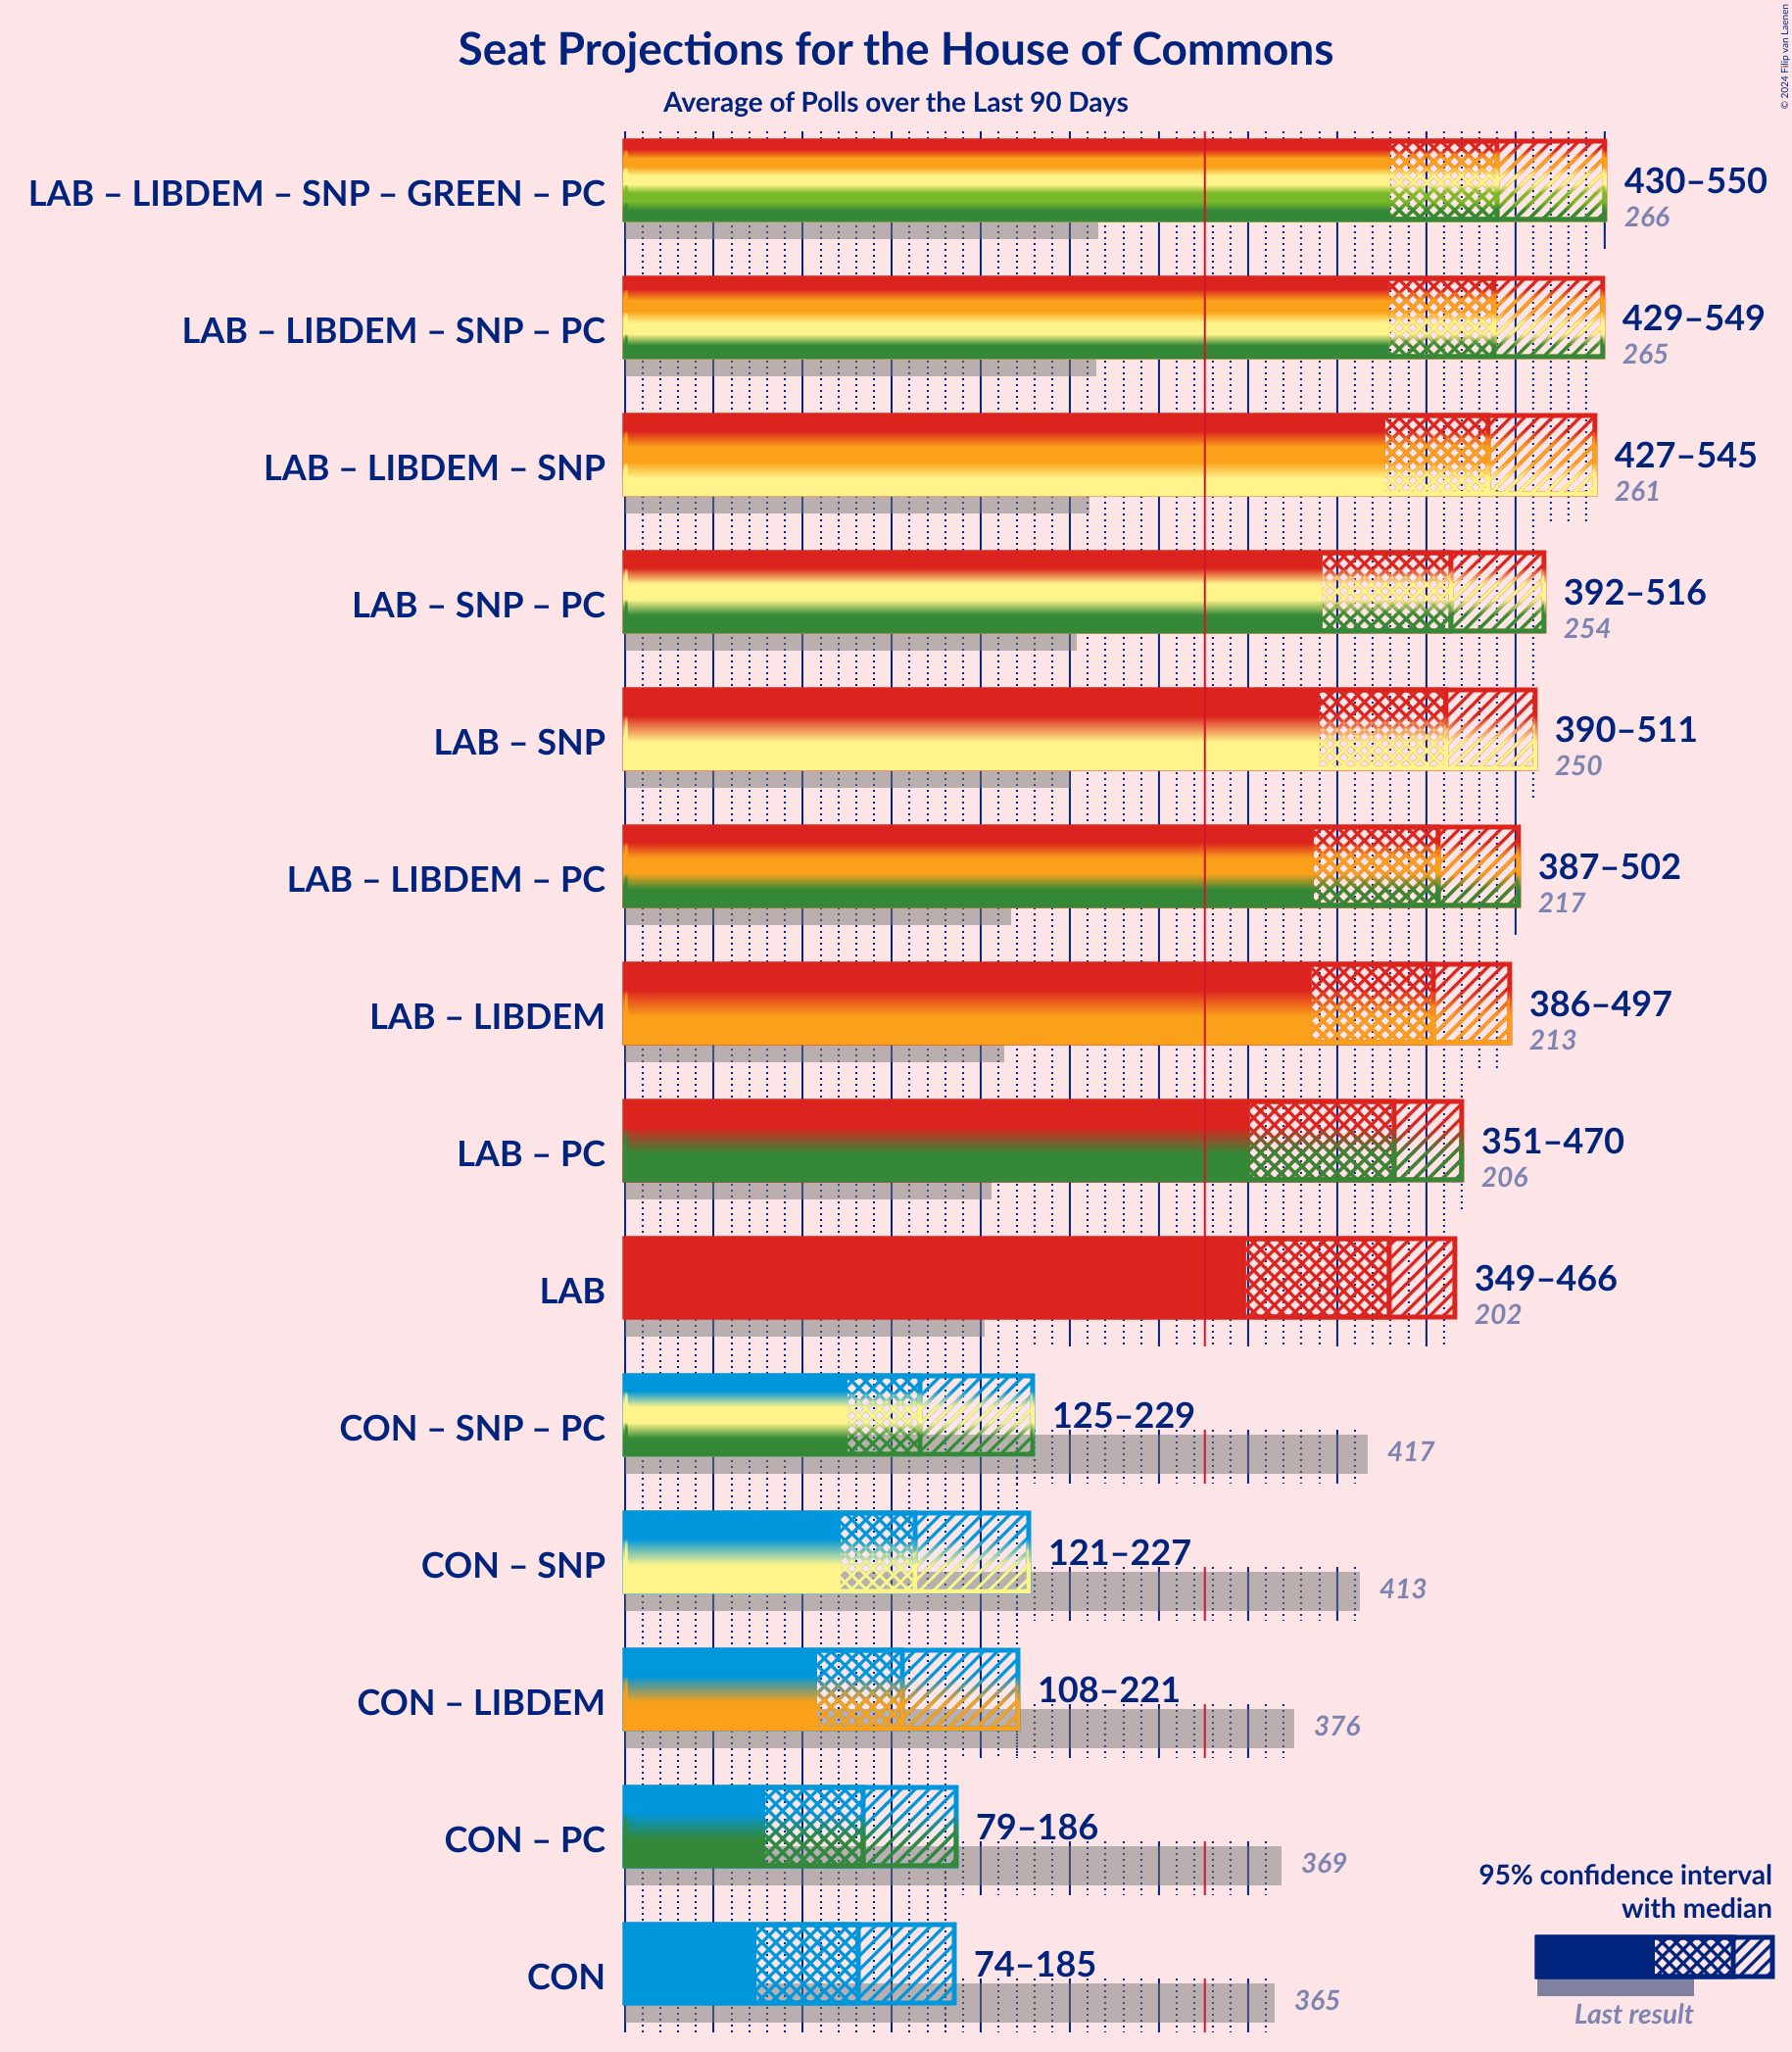 © 2024 Filip van Laenen
Seat Projections for the House of Commons
Average of Polls over the Last 90 Days
LAB – LIBDEM – SNP – GREEN – PC
430–550
266
LAB – LIBDEM – SNP – PC
429–549
265
LAB – LIBDEM – SNP
427–545
261
LAB – SNP – PC
392–516
254
LAB – SNP
390–511
250
LAB – LIBDEM – PC
387–502
217
LAB – LIBDEM
386–497
213
LAB – PC
351–470
206
LAB
349–466
202
CON – SNP – PC
125–229
417
CON – SNP
121–227
413
CON – LIBDEM
108–221
376
CON – PC
79–186
369
CON
74–185
365
95% confidence interval
with median
Last result